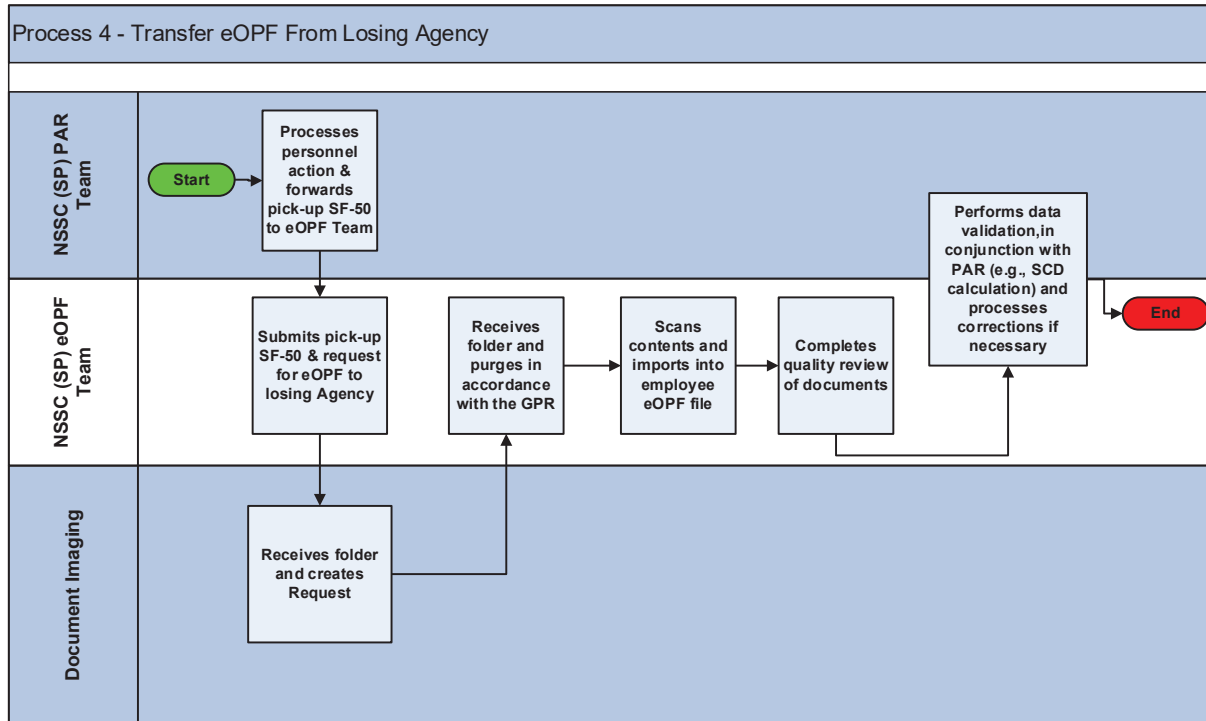 Process 4 - Transfer eOPF From Losing Agency
NSSC (SP) PAR
Team
Start
Processes
personnel
action &
forwards
pick-up SF-50
to eOPF Team
Performs data
validation,in
conjunction with
PAR (e.g., SCD
calculation) and
processes
corrections if
necessary
NSSC (SP) eOPF
Team
Submits pick-up
SF-50 & request
for eOPF to
losing Agency
Receives
folder and
purges in
accordance
with the GPR
Scans
contents and
imports into
employee
eOPF file
Completes
quality review
of documents
End
Document Imaging
Receives folder
and creates
Request